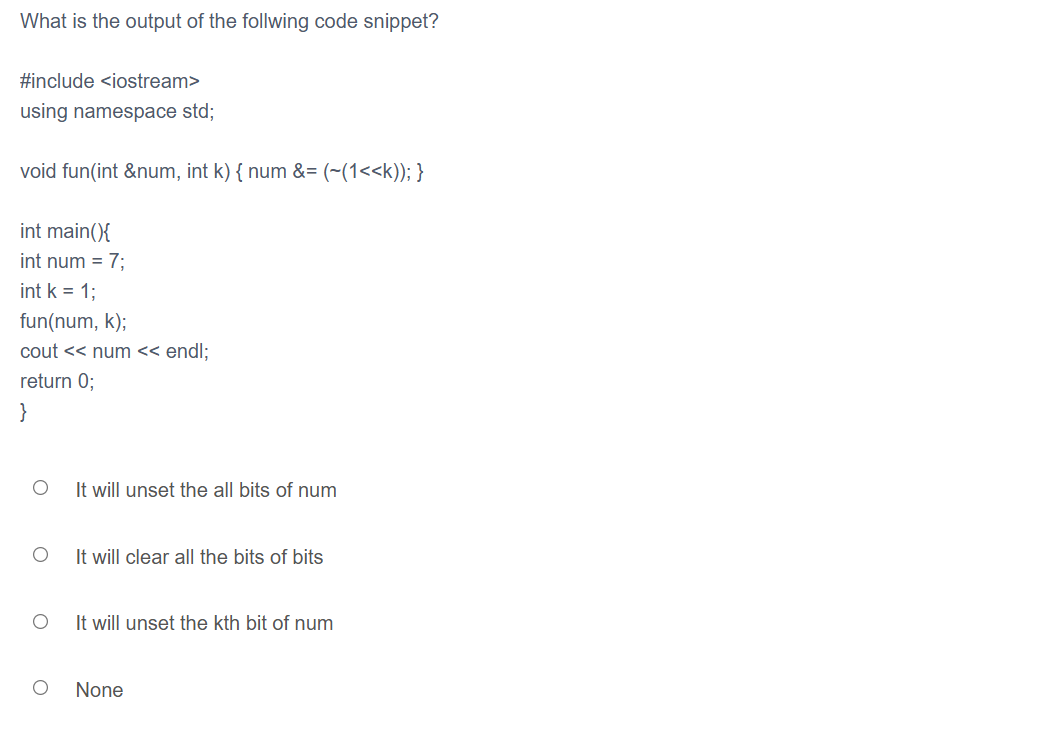 What is the output of the follwing code snippet?
#include <iostream>
using namespace std;
void fun(int &num, int k) { num &= (~(1<<k)); }
int main(){
int num = 7;
int k = 1;
fun(num, k);
cout << num << endl;
return 0;
}
It will unset the all bits of num
It will clear all the bits of bits
It will unset the kth bit of num
None